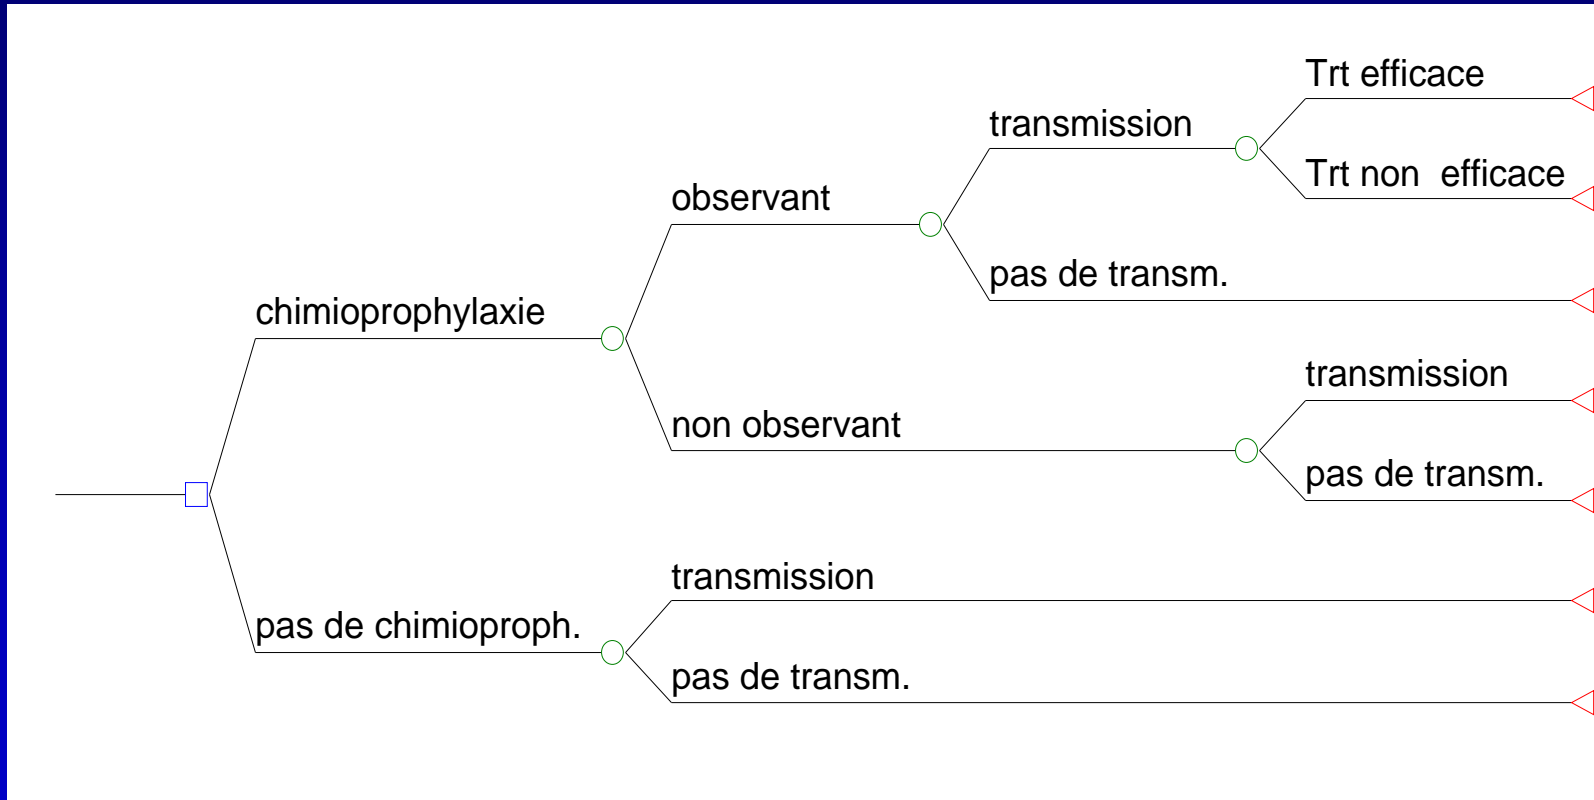 Trt efficace
transmission
Trt non  efficace
observant
pas de transm.
chimioprophylaxie
transmission
non observant
pas de transm.
transmission
pas de chimioproph.
pas de transm.